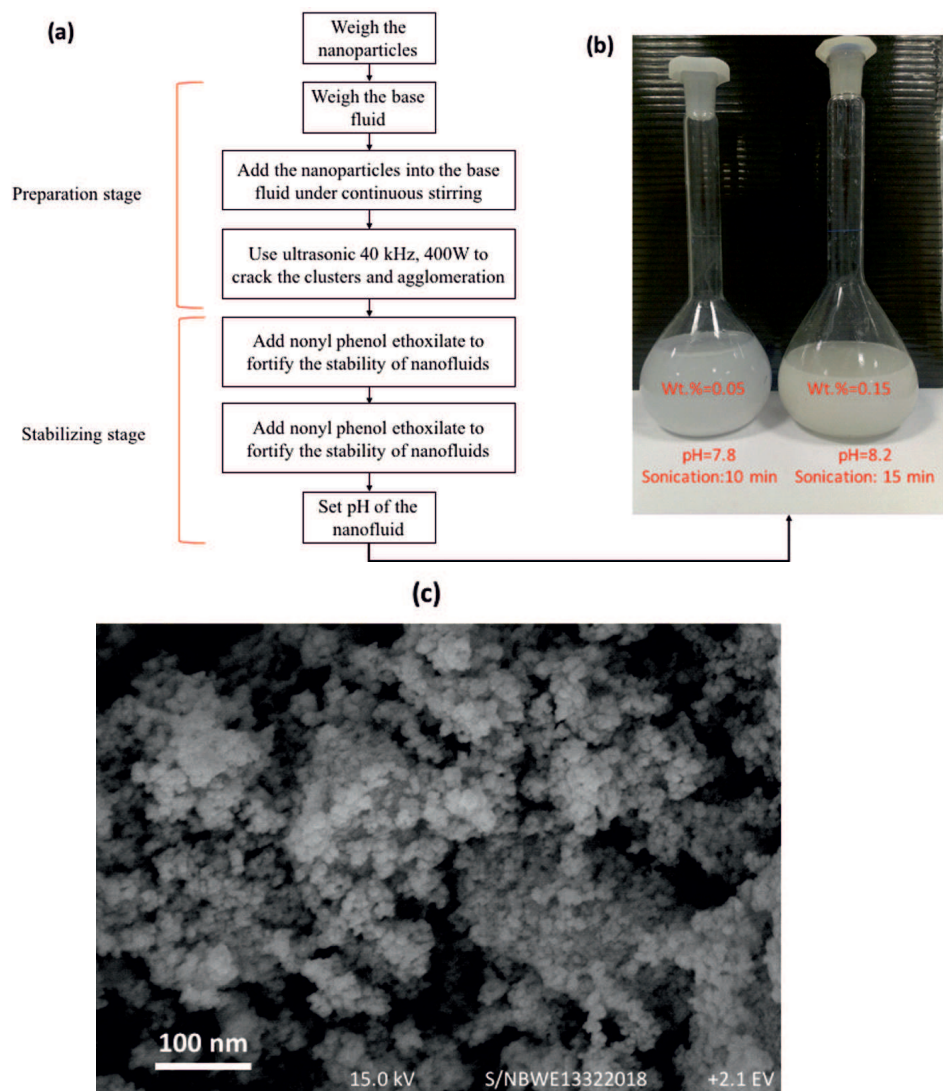 (a)
Weigh the
nanoparticles
Weigh the base
fluid
Add the nanoparticles into the base
fluid under continuous stirring
Use ultrasonic 40 kHz, 400W to
crack the clusters and agglomeration
Preparation stage
Add nonyl phenol ethoxilate to
fortify the stability of nanofluids
Add nonyl phenol ethoxilate to
fortify the stability of nanofluids
Set pH of the
nanofluid
Stabilizing stage
(b)
Wt.%=0.05
Wt.%=0.15
pH=7.8
Sonication:10 min
pH=8.2
Sonication: 15 min
(c)
100 nm
15.0 kV
S/NBWE13322018
+2.1 EV